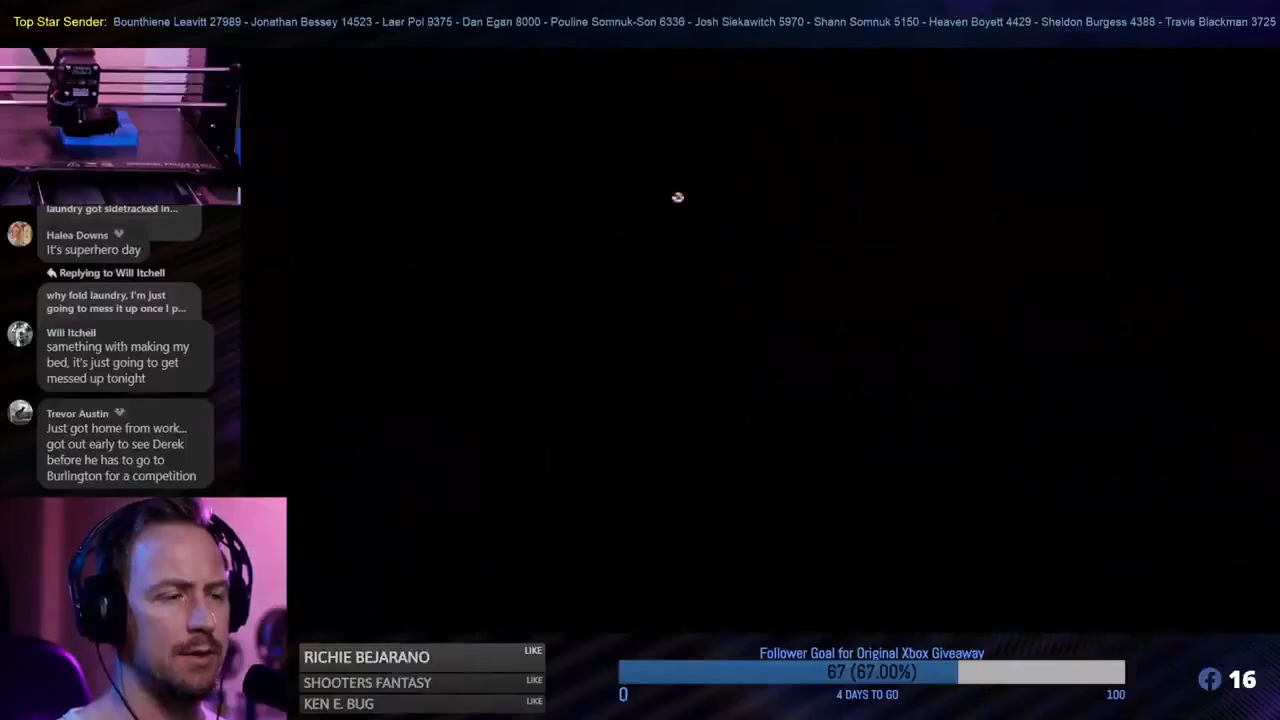 Top Star Sender: Bounthiene Leavitt 27989 - Jonathan Bessey 14523 - Laer Pol 9375 - Dan Egan 8000 - Pouline Somnuk-Son 6336 - Josh Siekawitch 5970 - Shann Somnuk 5150 - Heaven Boyett 4429 - Sheldon Burgess 4388 - Travis Blackman 3725
laundry got sidetracked in...
Halea Downs
It's superhero day
Replying to Will Itchell
why fold laundry, I'm just
going to mess it up once I p...
Will Itchell
samething with making my
bed, it's just going to get
messed up tonight
Trevor Austin
Just got home from work...
got out early to see Derek
before he has to go to
Burlington for a competition
RICHIE BEJARANO LIKE
SHOOTERS FANTASY LIKE
KEN E. BUG LIKE
Follower Goal for Original Xbox Giveaway
67 (67.00%)
0 4 DAYS TO GO 100
16